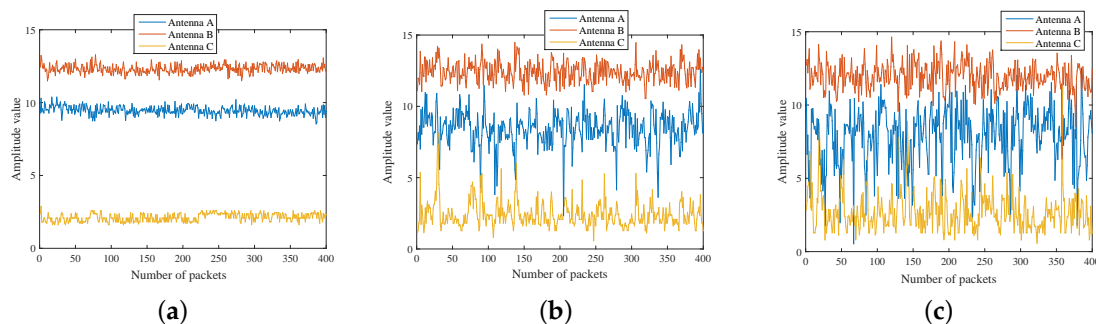 Antenna A
Antenna B
Antenna C
15
10
5
0
Amplitude value
0 50 100 150 200 250 300 350 400
Number of packets
(a)
Antenna A
Antenna B
Antenna C
15
10
5
0
Amplitude value
0 50 100 150 200 250 300 350 400
Number of packets
(b)
Antenna A
Antenna B
Antenna C
15
10
5
0
Amplitude value
0 50 100 150 200 250 300 350 400
Number of packets
(c)